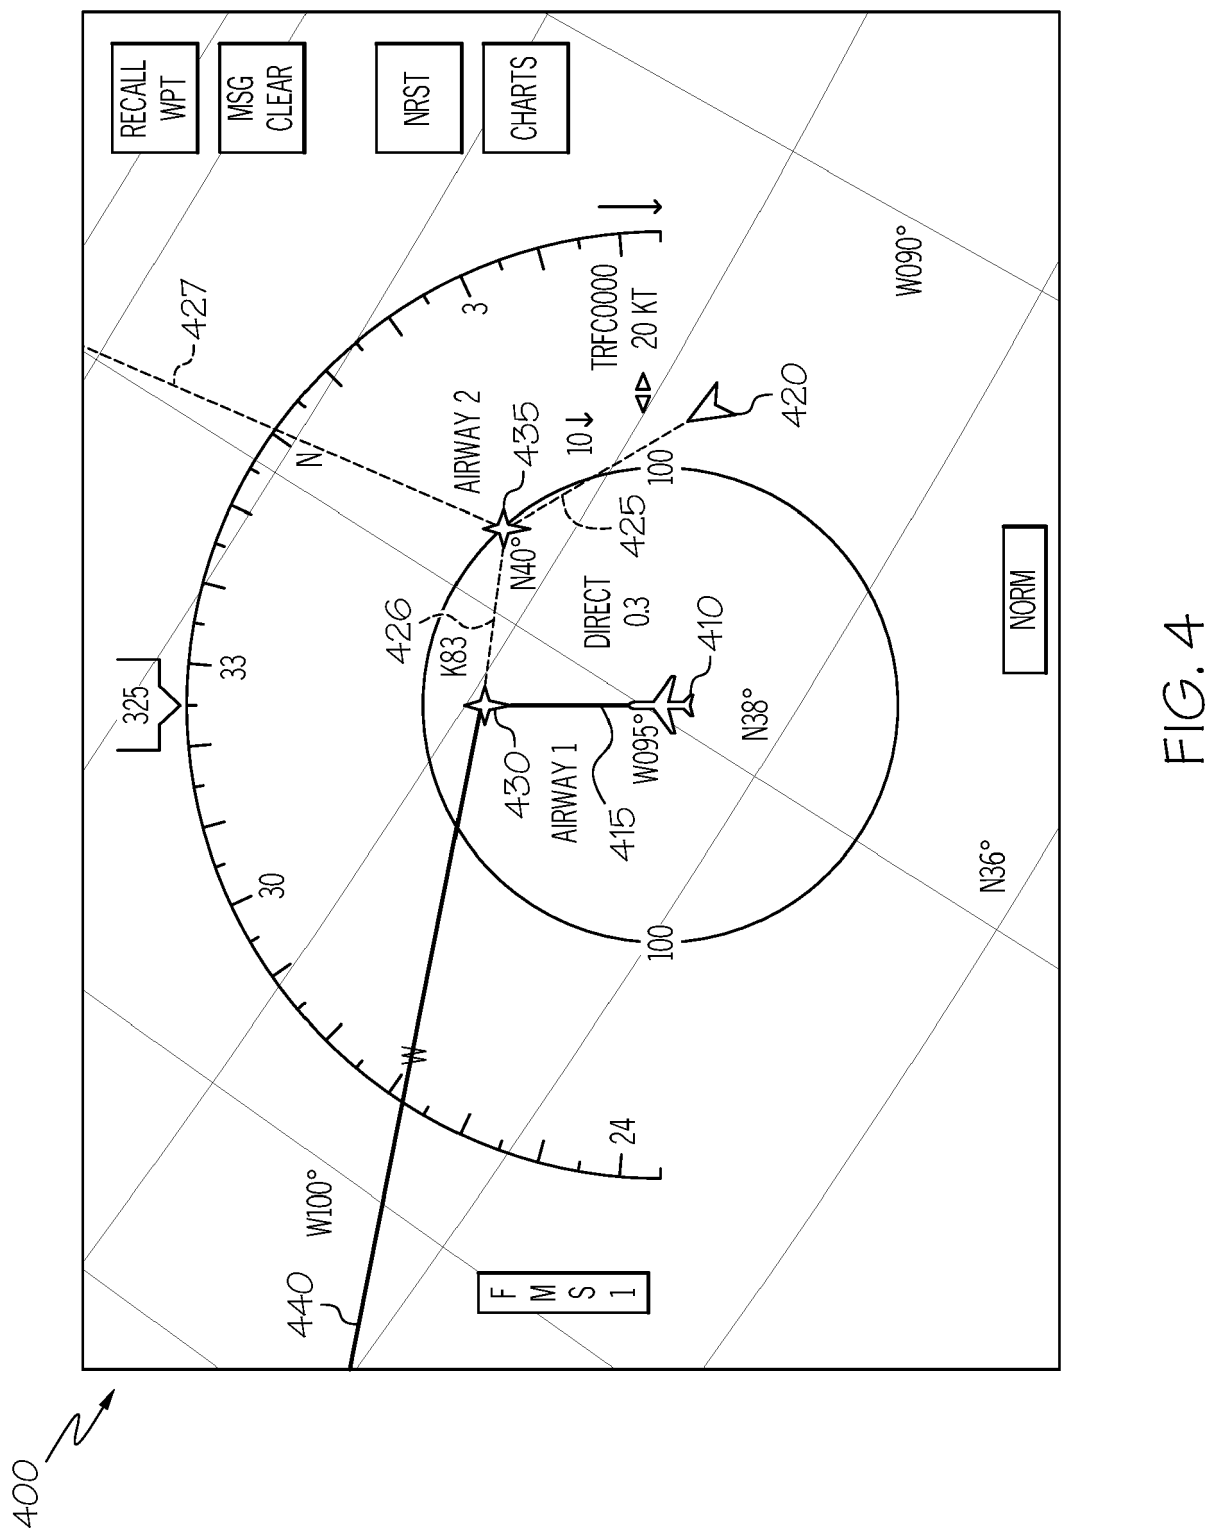 400
RECALL
WPT
MSG
CLEAR
NRST
CHARTS
427
325
33
30
N
3
W
24
W100°
440
FMS1
AIRWAY 2
435
10↓
TRFC0000
20 KT
420
100
425
426
K83
N40°
DIRECT
0.3
410
430
AIRWAY 1
415
W095°
N38°
100
W090°
N36°
NORM
FIG. 4